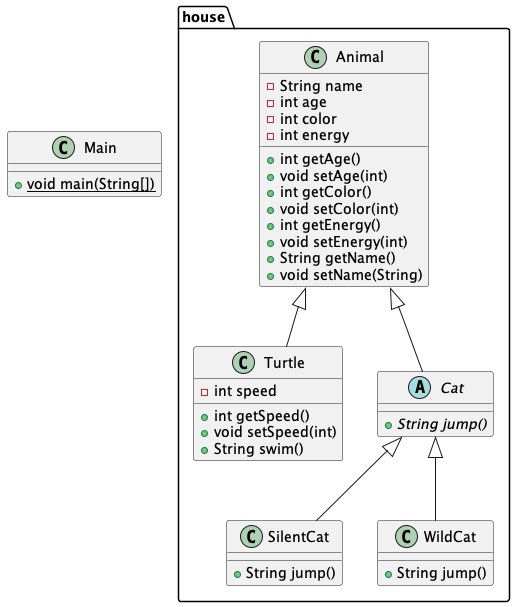 house
C Animal
String name
int age
int color
int energy
int getAge()
void setAge(int)
int getColor()
void setColor(int)
int getEnergy()
void setEnergy(int)
String getName()
void setName(String)
C Main
void main(String[])
C Turtle
int speed
int getSpeed()
void setSpeed(int)
String swim()
A Cat
String jump()
C SilentCat
String jump()
C WildCat
String jump()